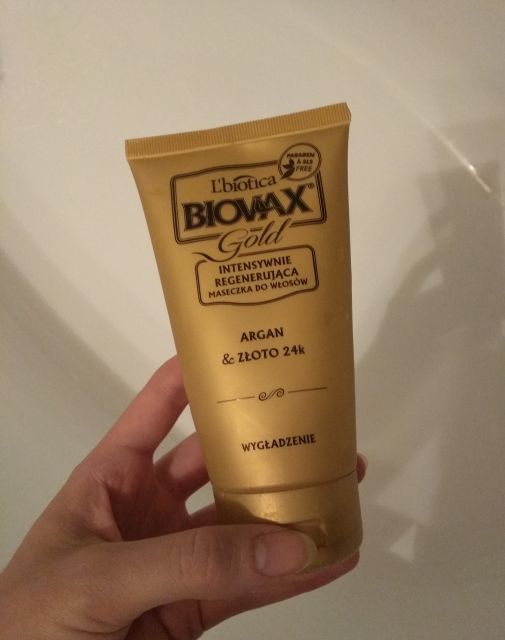 PARABEN
& SLS
FREE
L'biotica
BIOVAX®
Gold
INTENSYWNIE
REGENERUJĄCA
MASECZKA DO WŁOSÓW
ARGAN
& ZŁOTO 24k
WYGŁADZENIE